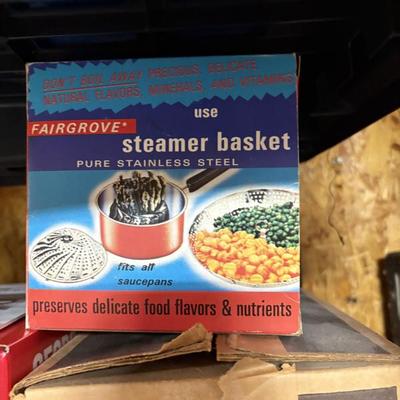 DON'T BOIL AWAY PRECIOUS, DELICATE
NATURAL FLAVORS, MINERALS, AND VITAMINS
use
FAIRGROVE*
steamer basket
PURE STAINLESS STEEL
fits all
saucepans
preserves delicate food flavors & nutrients